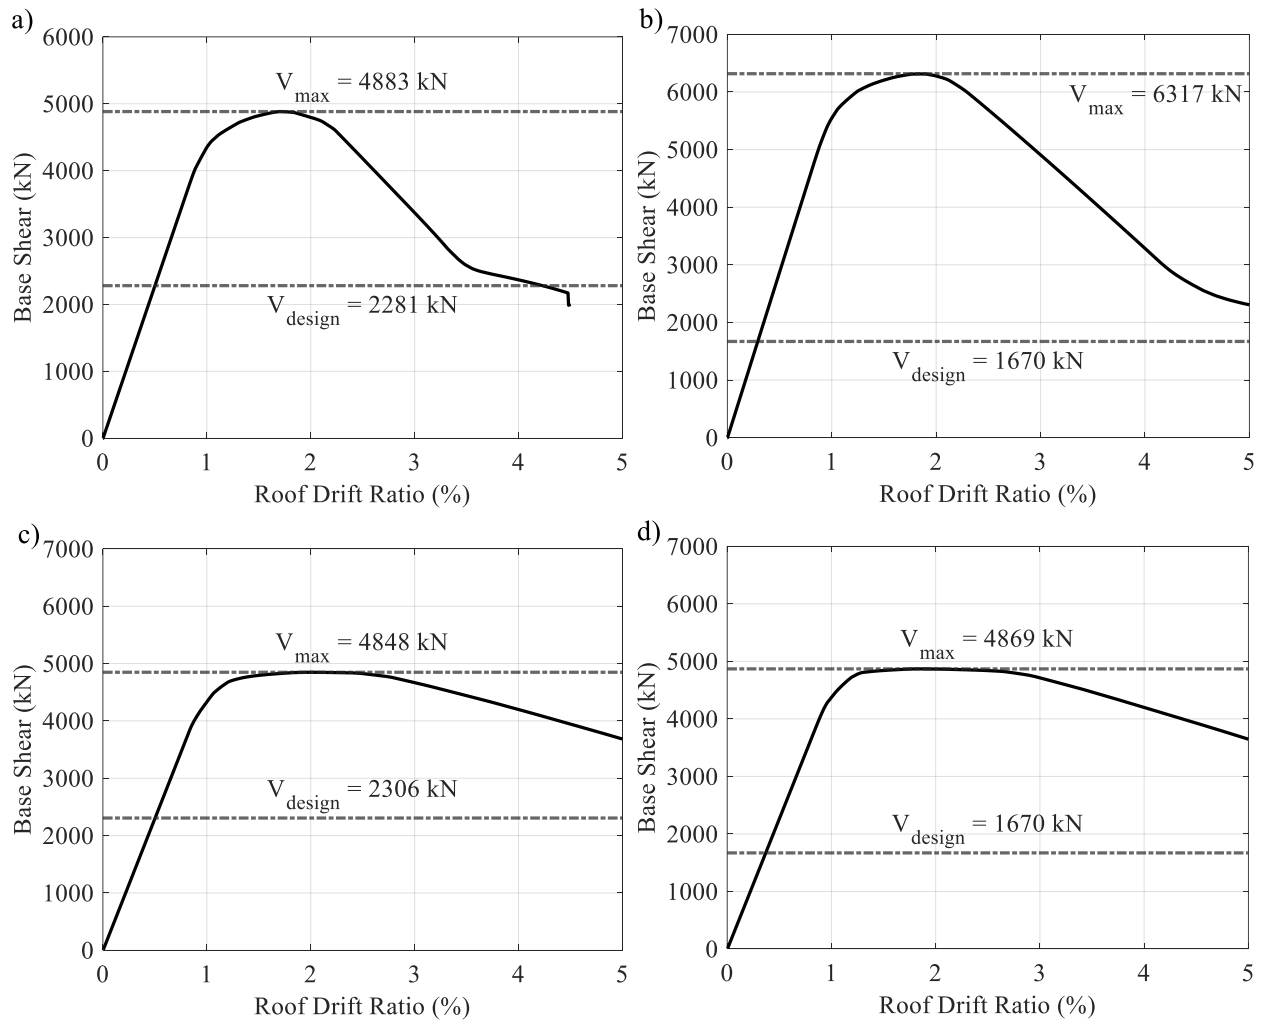 a)
6000
5000
4000
3000
2000
1000
0
Base Shear (kN)
V_max = 4883 kN
V_design = 2281 kN
0 1 2 3 4 5
Roof Drift Ratio (%)
b)
7000
6000
5000
4000
3000
2000
1000
0
Base Shear (kN)
V_max = 6317 kN
V_design = 1670 kN
0 1 2 3 4 5
Roof Drift Ratio (%)
c)
7000
6000
5000
4000
3000
2000
1000
0
Base Shear (kN)
V_max = 4848 kN
V_design = 2306 kN
0 1 2 3 4 5
Roof Drift Ratio (%)
d)
7000
6000
5000
4000
3000
2000
1000
0
Base Shear (kN)
V_max = 4869 kN
V_design = 1670 kN
0 1 2 3 4 5
Roof Drift Ratio (%)